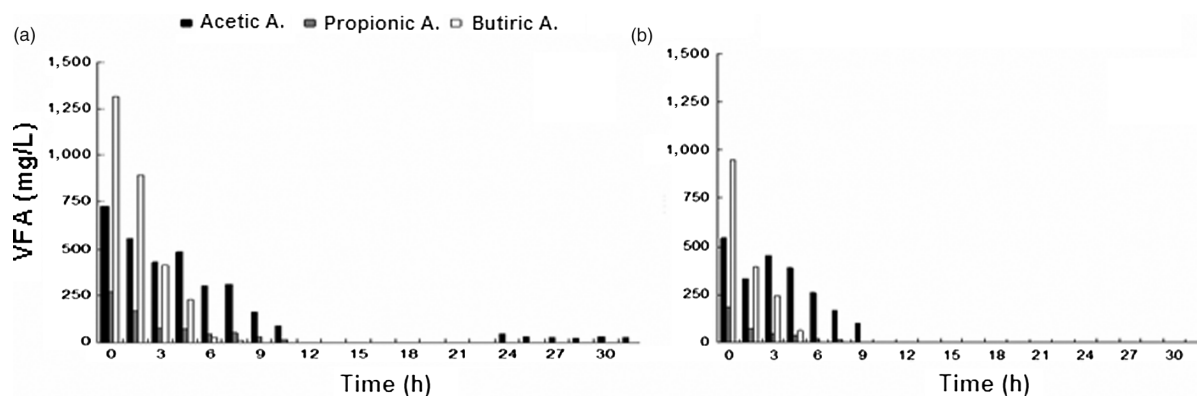 Acetic A. Propionic A. Butiric A.
(a)
VFA (mg/L)
1,500
1,250
1,000
750
500
250
0
0 3 6 9 12 15 18 21 24 27 30
Time (h)
(b)
1,500
1,250
1,000
750
500
250
0
0 3 6 9 12 15 18 21 24 27 30
Time (h)